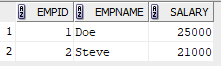 EMPID EMPNAME SALARY
1 1 Doe 25000
2 2 Steve 21000